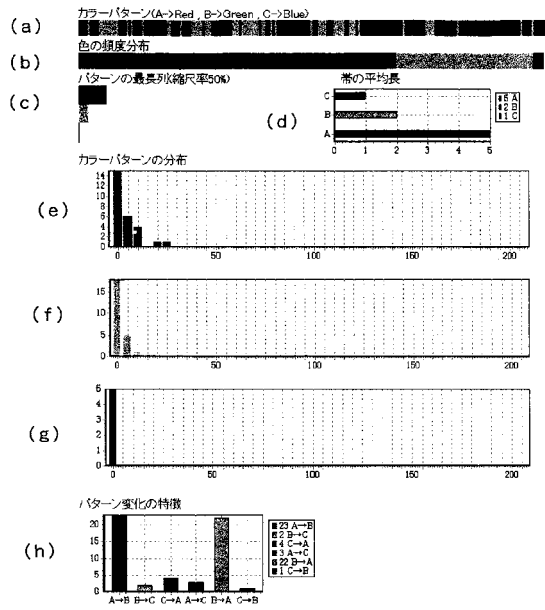 カラーパターン(A->Red , B->Green , C->Blue)
(a)
色の頻度分布
(b)
パターンの最長列(縮尺率50%)
(c)
帯の平均長
(d)
C
B
A
0 1 2 3 4 5
5 A
2 B
1 C
カラーパターンの分布
(e)
14
12
10
8
6
4
2
0
0 50 100 150 200
(f)
15
10
5
0
0 50 100 150 200
(g)
5
4
3
2
1
0
0 50 100 150 200
パターン変化の特徴
(h)
20
15
10
5
0
A→B B→C C→A A→C B→A C→B
23 A→B
2 B→C
4 C→A
3 A→C
22 B→A
1 C→B